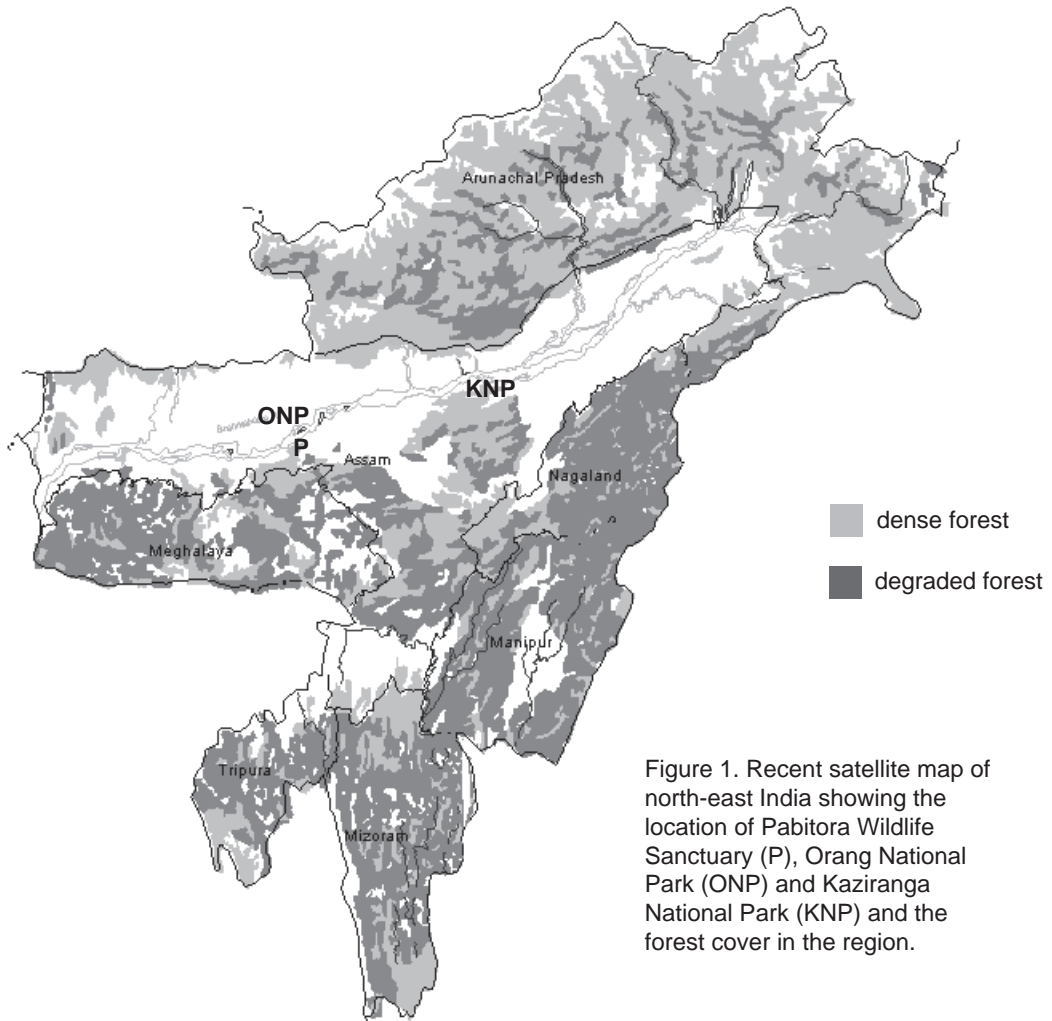 Arunachal Pradesh
KNP
ONP
P
Assam
Nagaland
Meghalaya
Manipur
Tripura
Mizoram
dense forest
degraded forest
Figure 1. Recent satellite map of
north-east India showing the
location of Pabitora Wildlife
Sanctuary (P), Orang National
Park (ONP) and Kaziranga
National Park (KNP) and the
forest cover in the region.